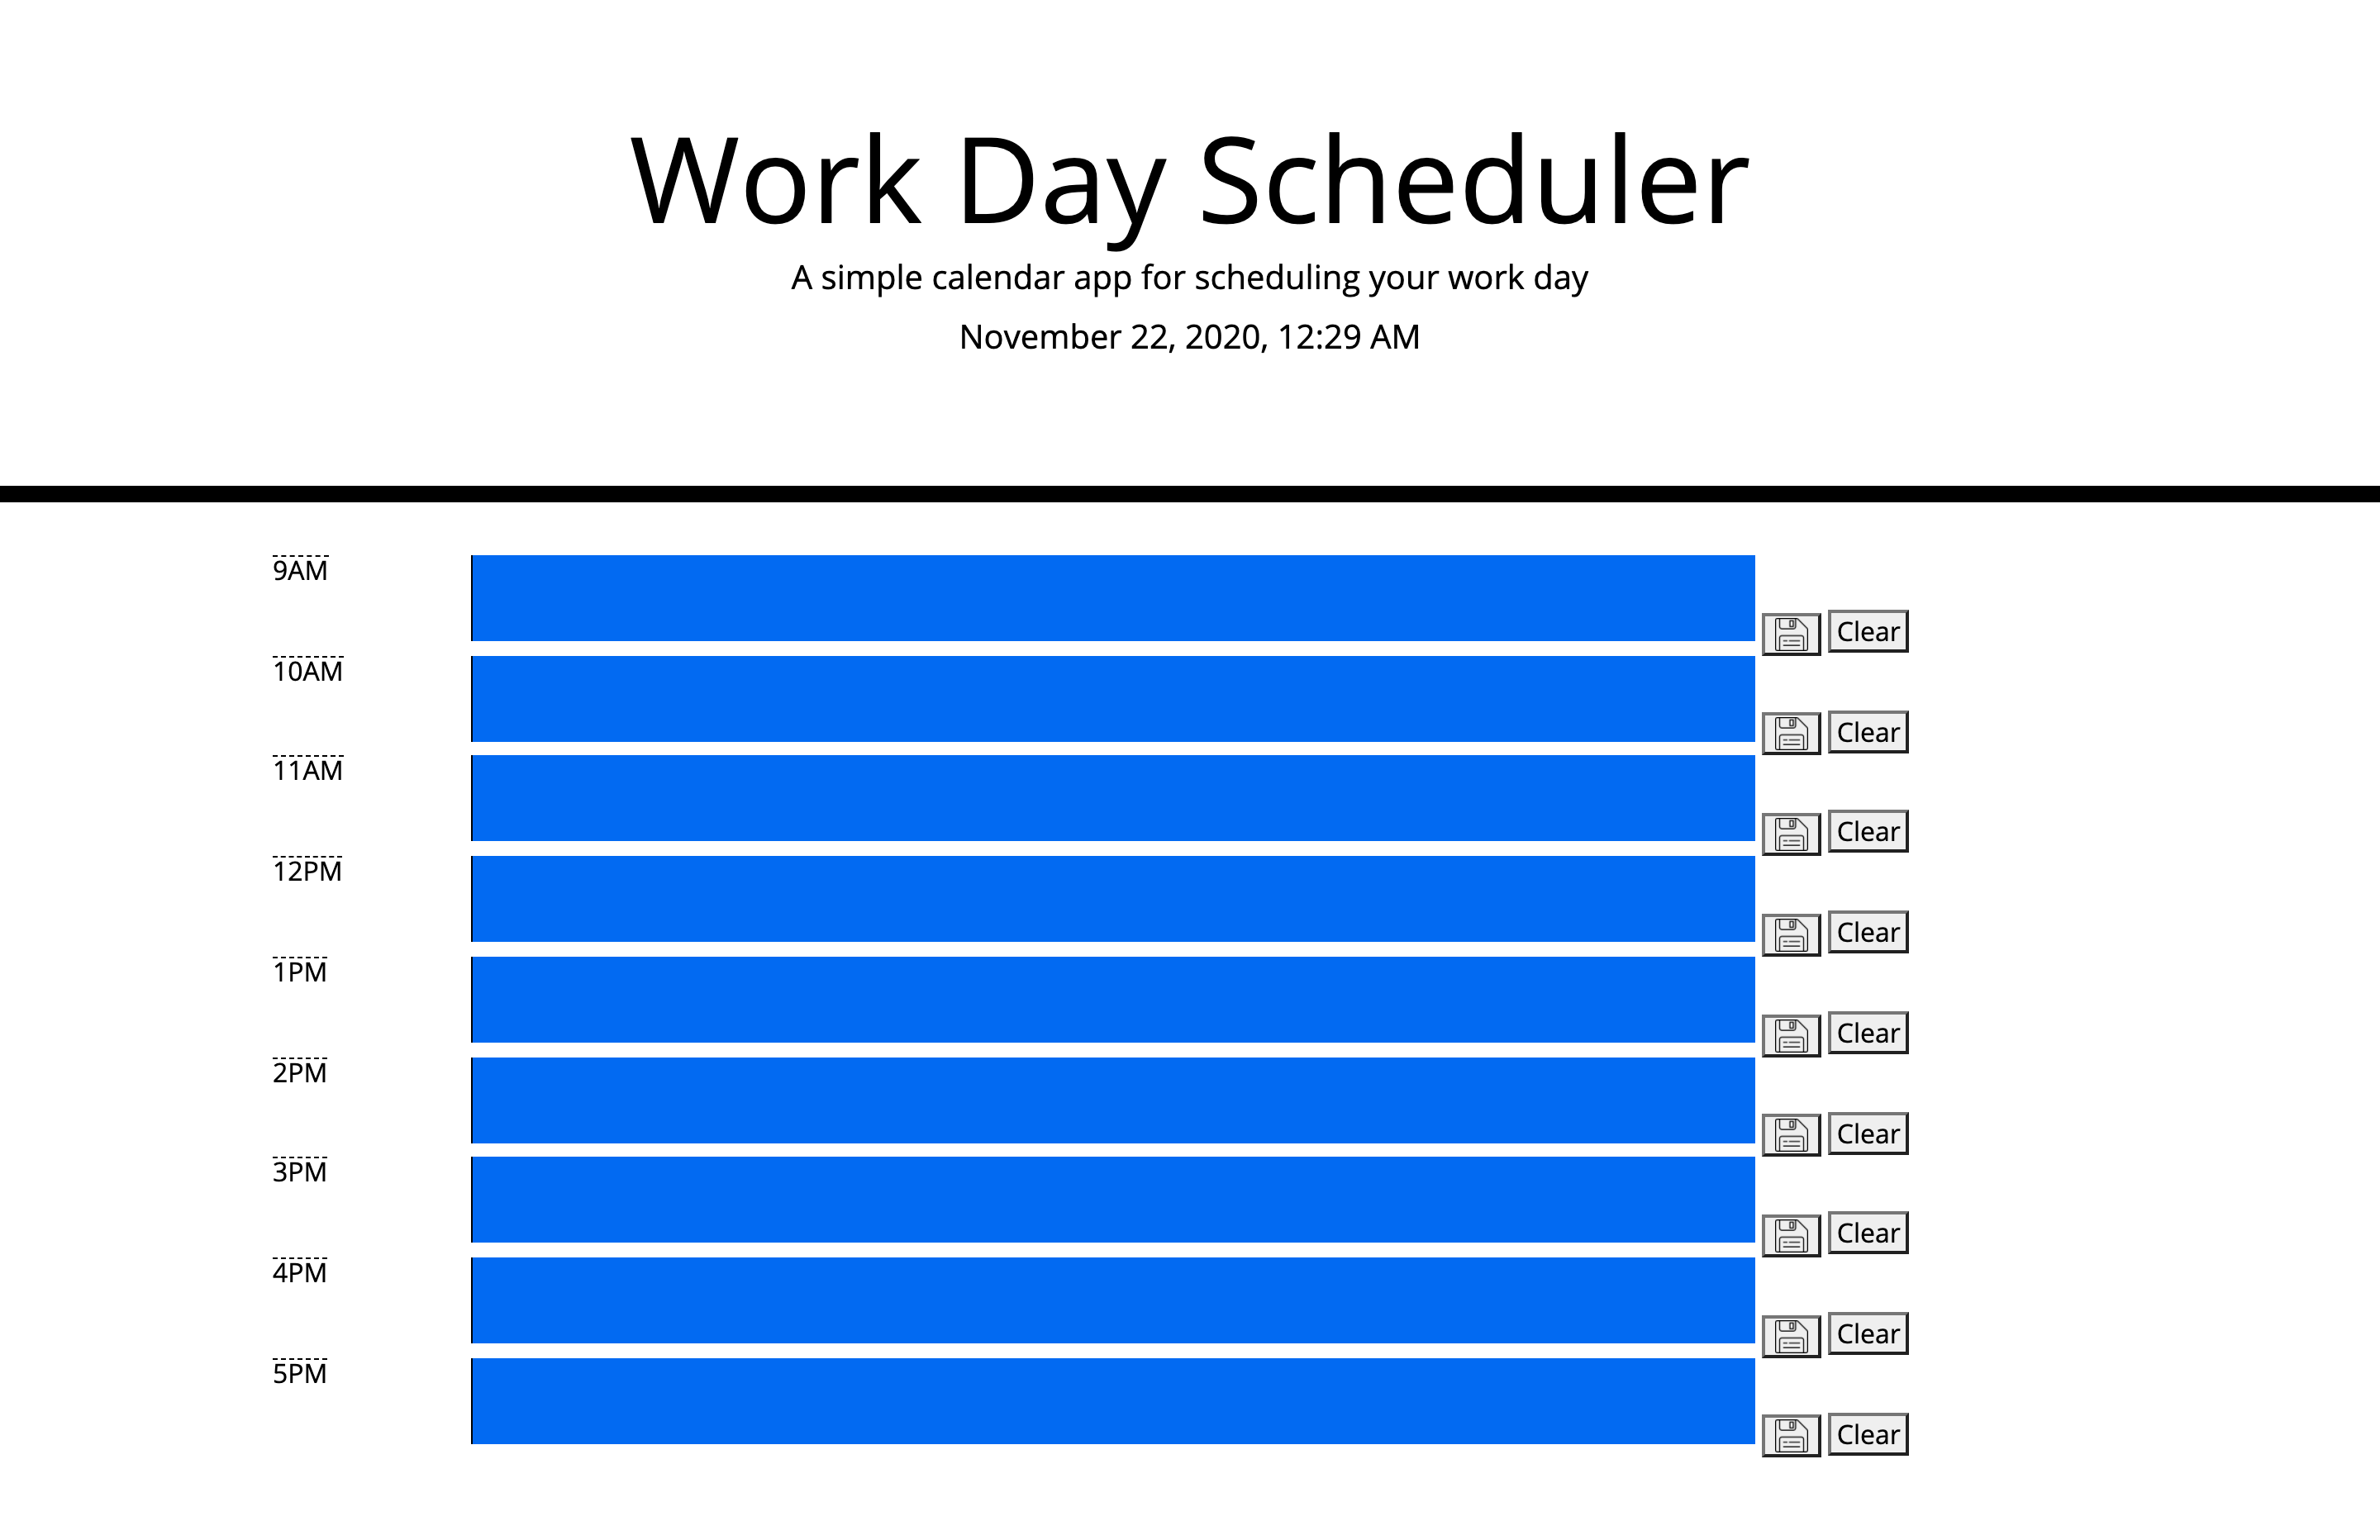 Work Day Scheduler
A simple calendar app for scheduling your work day
November 22, 2020, 12:29 AM
9AM
Clear
10AM
Clear
11AM
Clear
12PM
Clear
1PM
Clear
2PM
Clear
3PM
Clear
4PM
Clear
5PM
Clear